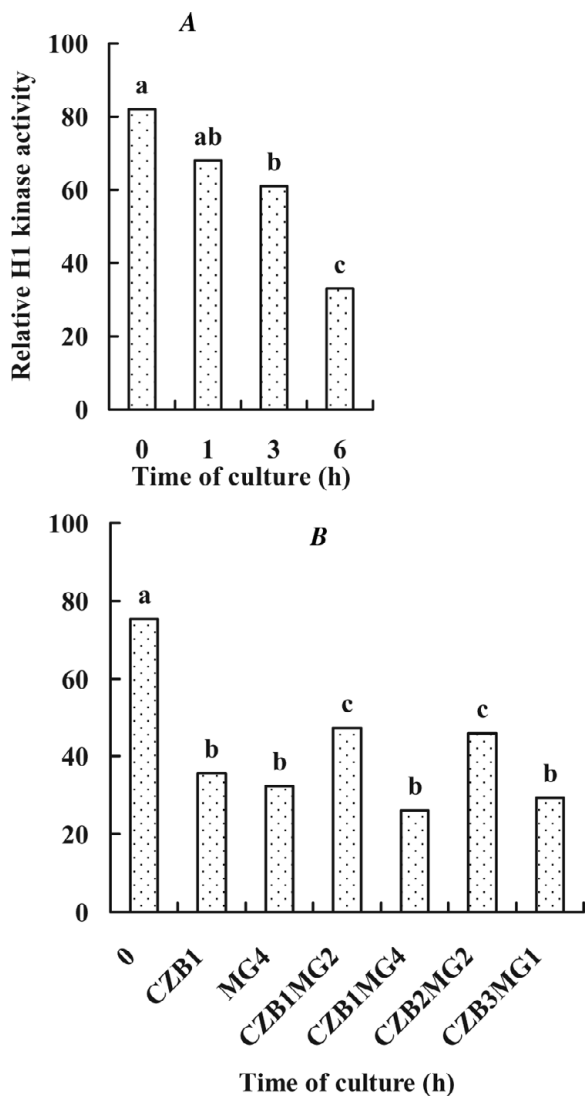 A
Relative H1 kinase activity
100
80
60
40
20
0
a
ab
b
c
0 1 3 6
Time of culture (h)
B
100
80
60
40
20
0
a
b
b
c
b
c
b
0 CZB1 MG4 CZB1MG2 CZB1MG4 CZB2MG2 CZB3MG1
Time of culture (h)